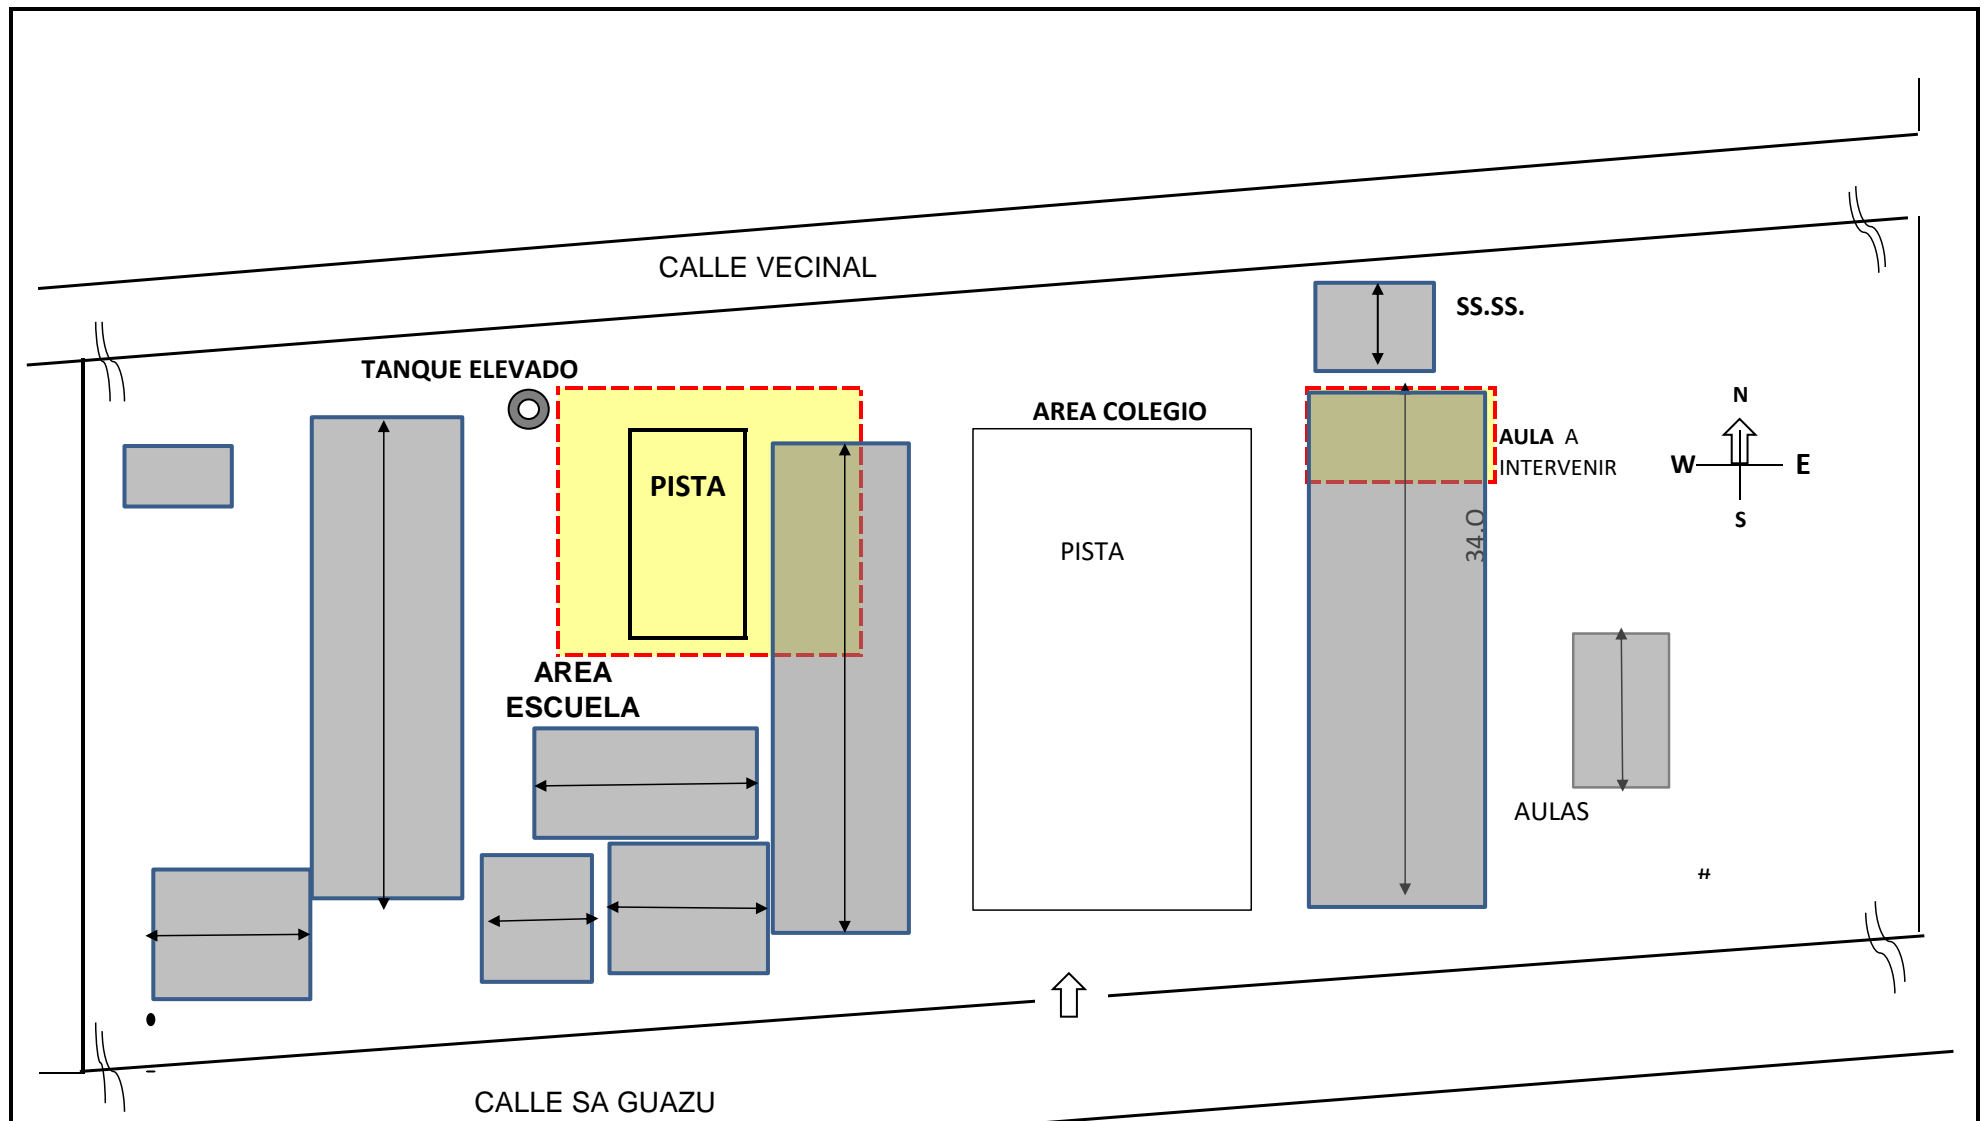 CALLE VECINAL
SS.SS.
TANQUE ELEVADO
AREA COLEGIO
N
AULA A
INTERVENIR
W
E
PISTA
S
34.O
PISTA
AREA
ESCUELA
AULAS
#
CALLE SA GUAZU